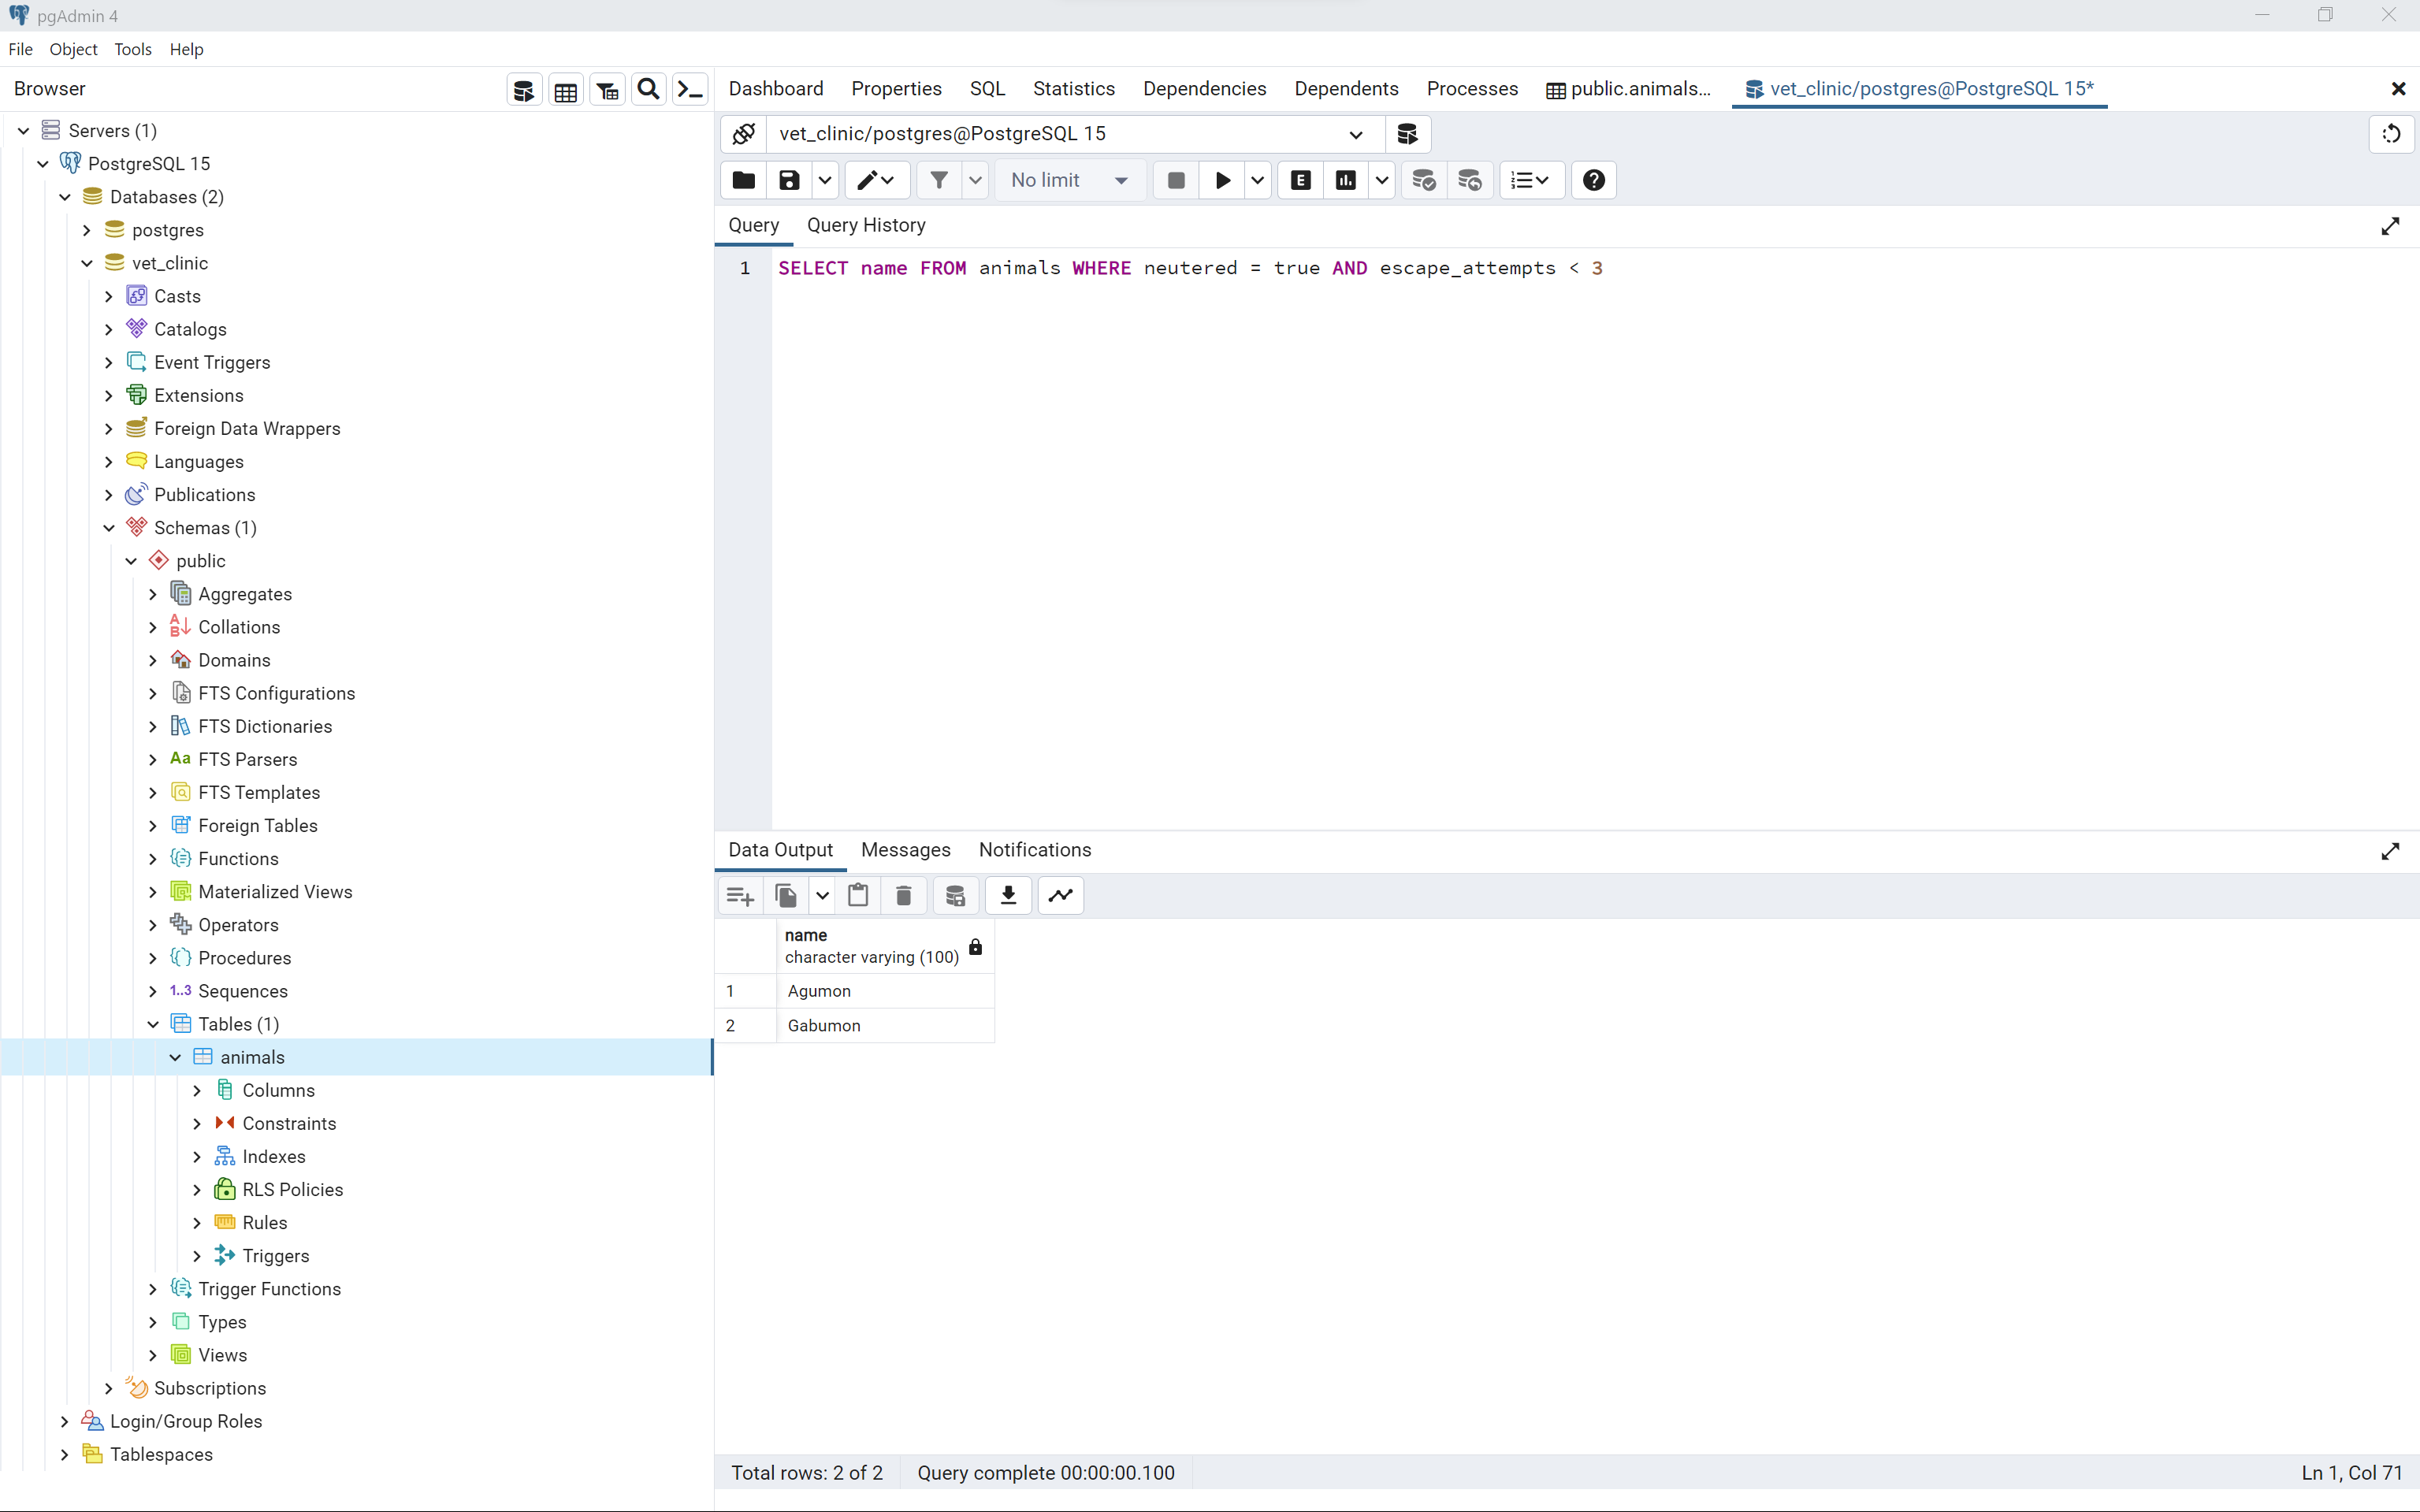 pgAdmin 4
File Object Tools Help
Browser
Servers (1)
PostgreSQL 15
Databases (2)
postgres
vet_clinic
Casts
Catalogs
Event Triggers
Extensions
Foreign Data Wrappers
Languages
Publications
Schemas (1)
public
Aggregates
Collations
Domains
FTS Configurations
FTS Dictionaries
Aa FTS Parsers
FTS Templates
Foreign Tables
Functions
Materialized Views
Operators
Procedures
1..3 Sequences
Tables (1)
animals
Columns
Constraints
Indexes
RLS Policies
Rules
Triggers
Trigger Functions
Types
Views
Subscriptions
Login/Group Roles
Tablespaces
Dashboard Properties SQL Statistics Dependencies Dependents Processes public.animals... vet_clinic/postgres@PostgreSQL 15*
vet_clinic/postgres@PostgreSQL 15
No limit E
Query Query History
1 SELECT name FROM animals WHERE neutered = true AND escape_attempts < 3
Data Output Messages Notifications
name
character varying (100)
1 Agumon
2 Gabumon
Total rows: 2 of 2 Query complete 00:00:00.100 Ln 1, Col 71